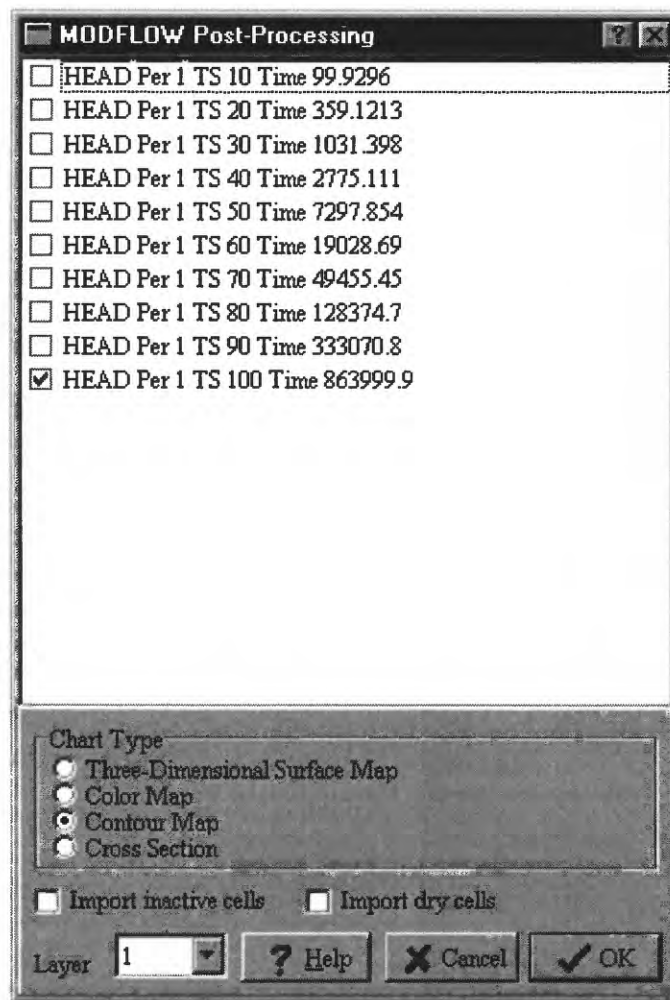 MODFLOW Post-Processing ? X
HEAD Per 1 TS 10 Time 99.9296
HEAD Per 1 TS 20 Time 359.1213
HEAD Per 1 TS 30 Time 1031.398
HEAD Per 1 TS 40 Time 2775.111
HEAD Per 1 TS 50 Time 7297.854
HEAD Per 1 TS 60 Time 19028.69
HEAD Per 1 TS 70 Time 49455.45
HEAD Per 1 TS 80 Time 128374.7
HEAD Per 1 TS 90 Time 333070.8
HEAD Per 1 TS 100 Time 863999.9
Chart Type
Three-Dimensional Surface Map
Color Map
Contour Map
Cross Section
Import inactive cells Import dry cells
Layer 1 ? Help Cancel OK